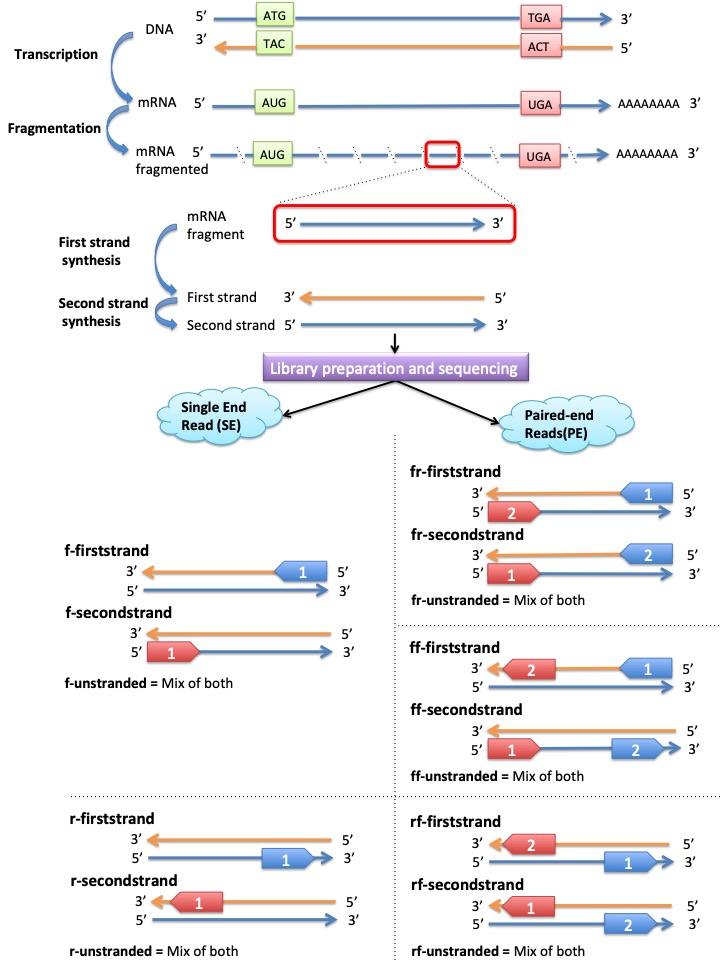 5’ ATG TGA 3’
DNA
3’ TAC ACT 5’
Transcription
mRNA 5’ AUG UGA AAAAAAAA 3’
Fragmentation
mRNA 5’ AUG UGA AAAAAAAA 3’
fragmented
mRNA
fragment
5’ 3’
First strand
synthesis
First strand 3’ 5’
Second strand
synthesis
Second strand 5’ 3’
Library preparation and sequencing
Single End
Read (SE)
Paired-end
Reads(PE)
fr-firststrand
3’ 1 5’
5’ 2 3’
fr-secondstrand
3’ 2 5’
5’ 1 3’
fr-unstranded = Mix of both
f-firststrand
3’ 1 5’
5’ 3’
f-secondstrand
3’ 5’
5’ 1 3’
f-unstranded = Mix of both
ff-firststrand
3’ 2 1 5’
5’ 3’
ff-secondstrand
3’ 5’
5’ 1 2 3’
ff-unstranded = Mix of both
r-firststrand
3’ 5’
5’ 1 3’
r-secondstrand
3’ 1 5’
5’ 3’
r-unstranded = Mix of both
rf-firststrand
3’ 2 5’
5’ 1 3’
rf-secondstrand
3’ 1 5’
5’ 2 3’
rf-unstranded = Mix of both